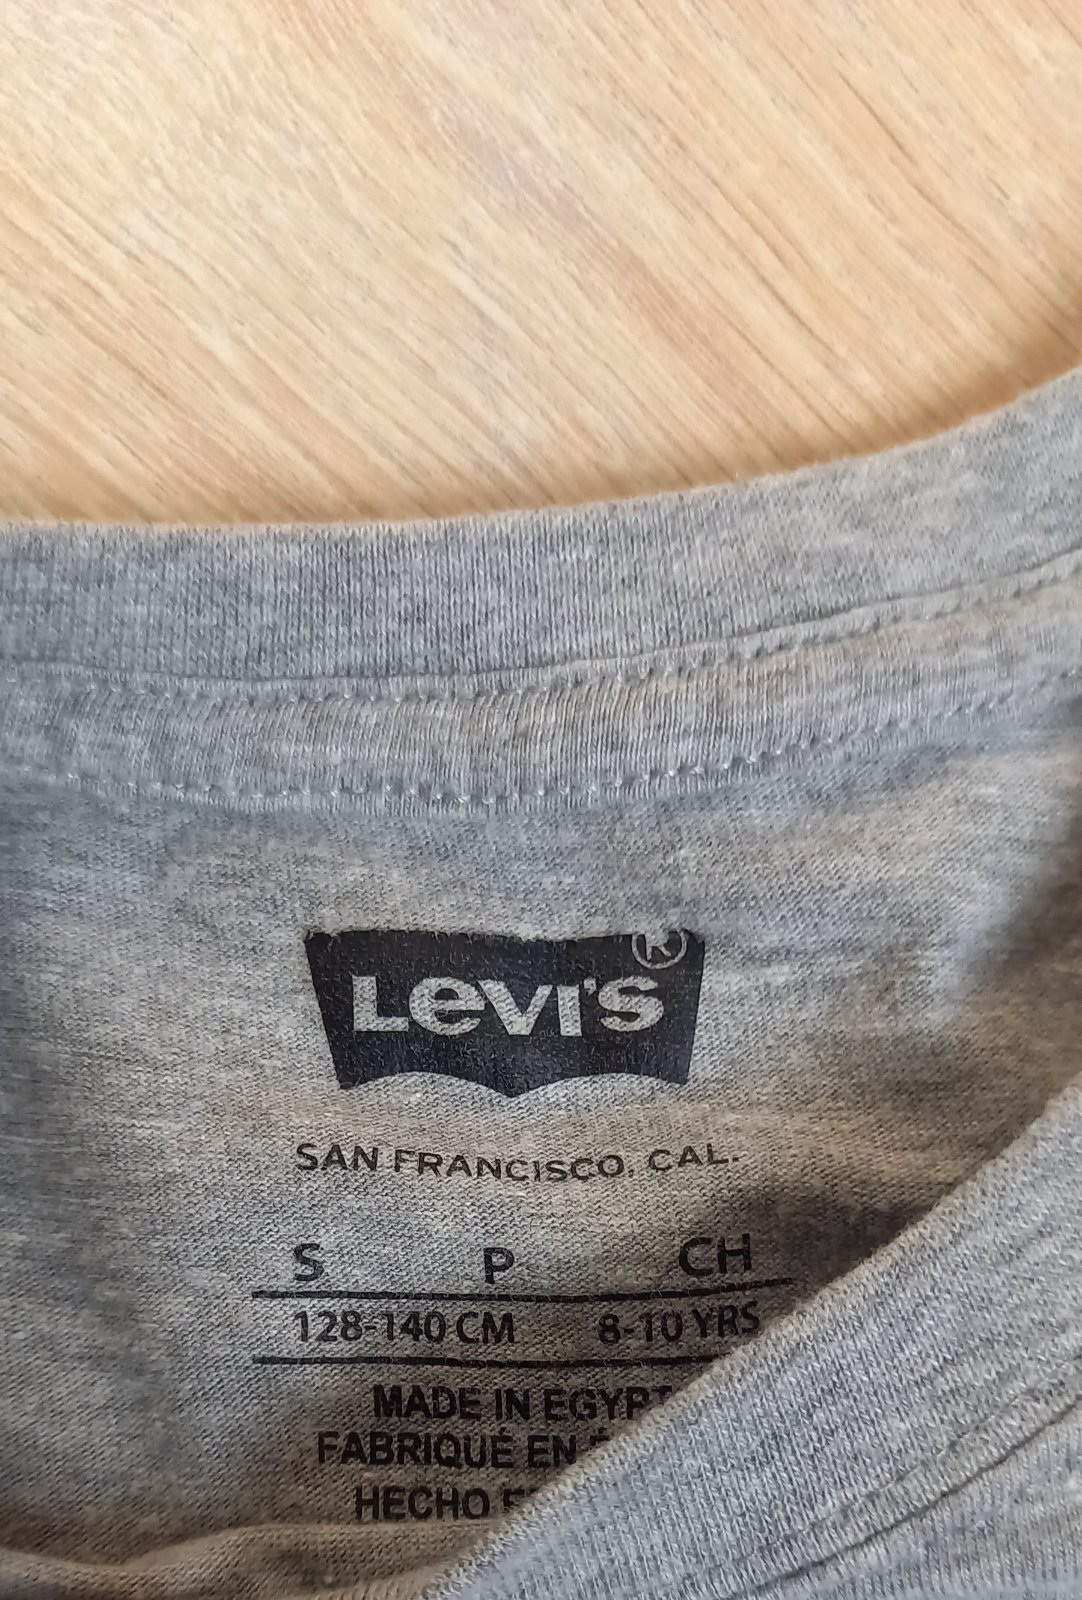 Levi's ®
SAN FRANCISCO, CAL.
S P CH
128-140 CM 8-10 YRS
MADE IN EGYPT
FABRIQUÉ EN
HECHO